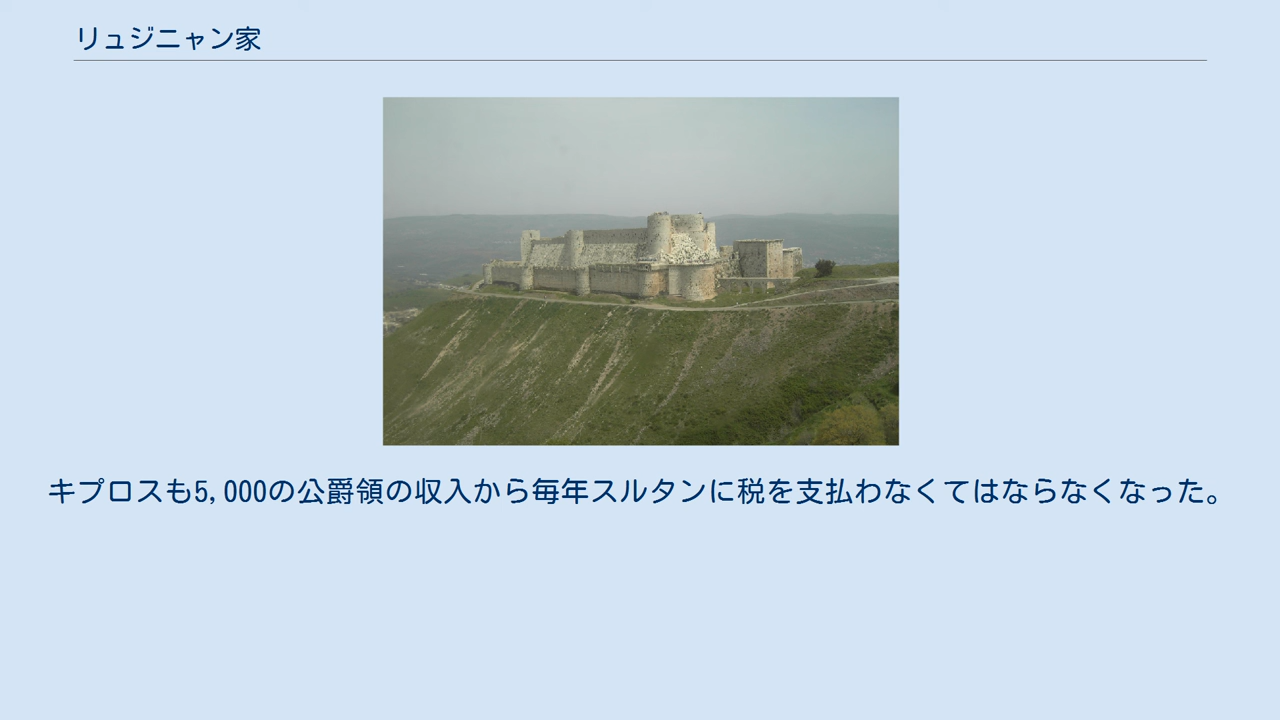 リュジニャン家
キプロスも5,000の公爵領の収入から毎年スルタンに税を支払わなくてはならなくなった。